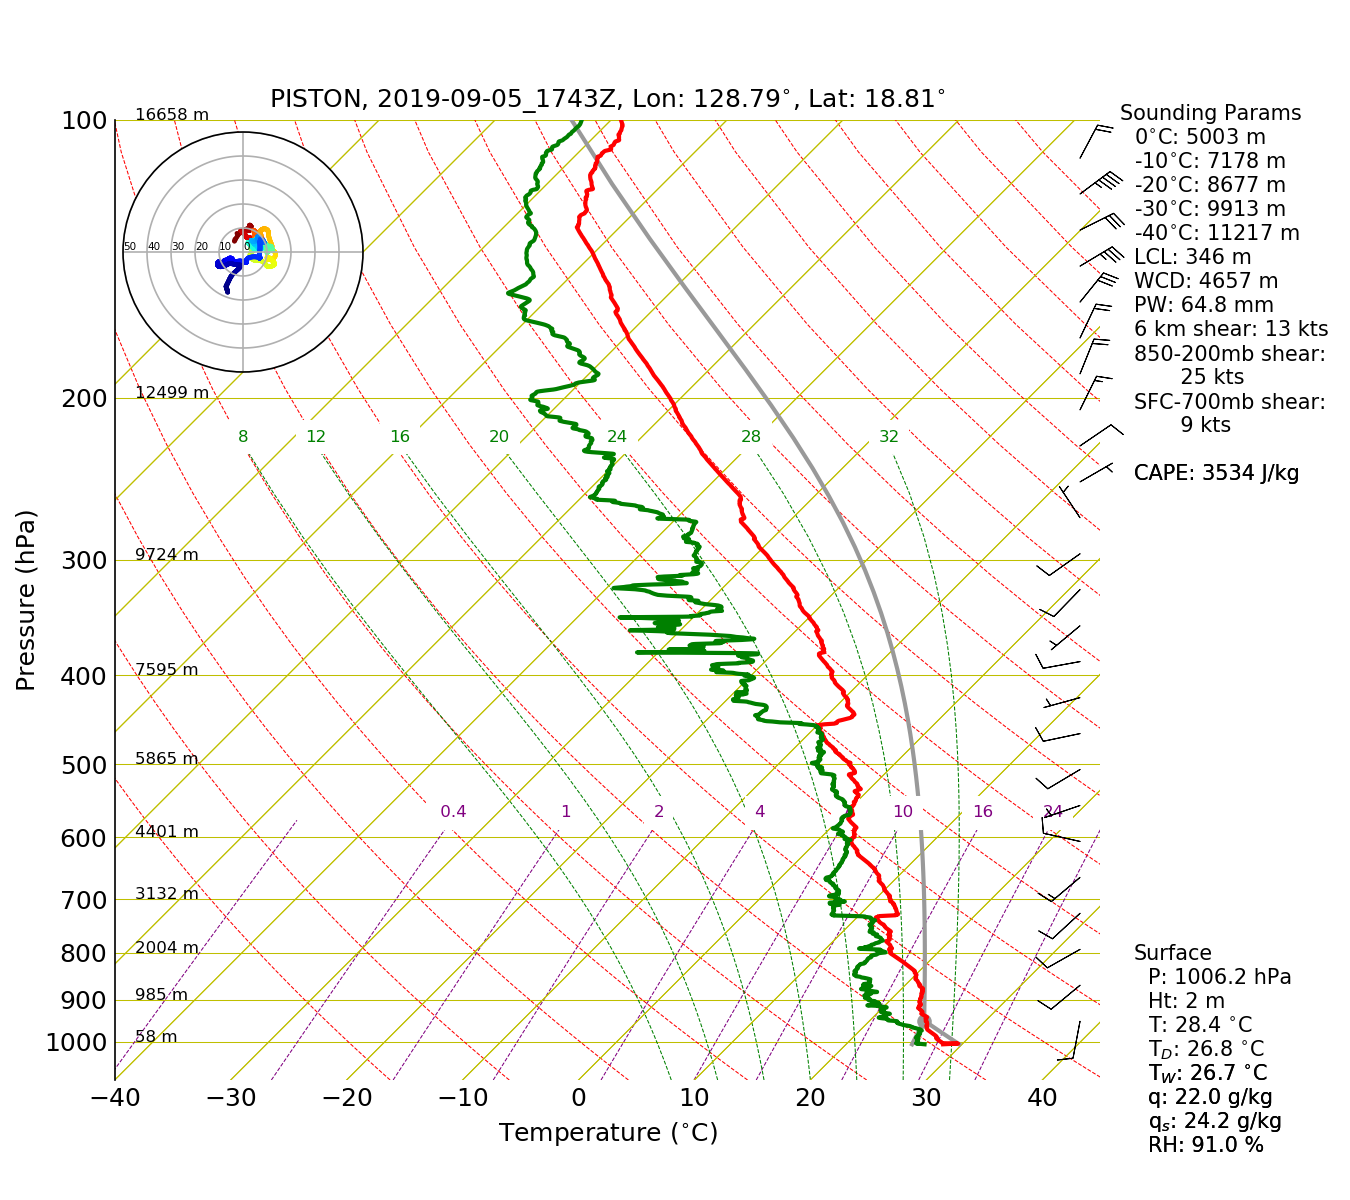 PISTON, 2019-09-05_1743Z, Lon: 128.79°, Lat: 18.81°
100
16658 m
50 40 30 20 10 0
200
12499 m
8 12 16 20 24 28 32
300
9724 m
400
7595 m
500
5865 m
0.4 1 2 4 10 16 24
600
4401 m
700
3132 m
800
2004 m
900
985 m
1000
58 m
−40 −30 −20 −10 0 10 20 30 40
Temperature (°C)
Pressure (hPa)
Sounding Params
0°C: 5003 m
-10°C: 7178 m
-20°C: 8677 m
-30°C: 9913 m
-40°C: 11217 m
LCL: 346 m
WCD: 4657 m
PW: 64.8 mm
6 km shear: 13 kts
850-200mb shear:
25 kts
SFC-700mb shear:
9 kts
CAPE: 3534 J/kg
Surface
P: 1006.2 hPa
Ht: 2 m
T: 28.4 °C
T_D: 26.8 °C
T_W: 26.7 °C
q: 22.0 g/kg
q_s: 24.2 g/kg
RH: 91.0 %